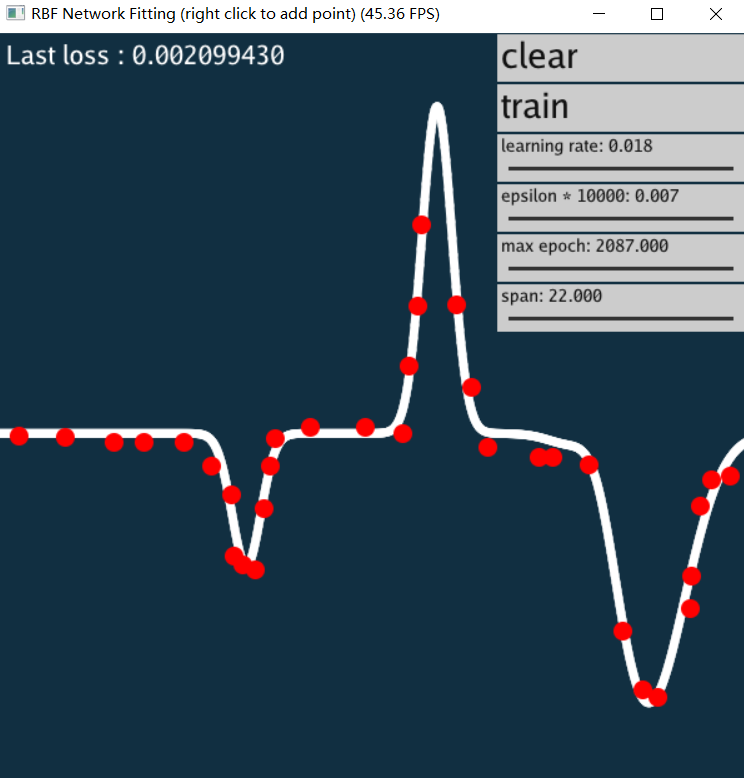 RBF Network Fitting (right click to add point) (45.36 FPS)
Last loss : 0.002099430
clear
train
learning rate: 0.018
epsilon * 10000: 0.007
max epoch: 2087.000
span: 22.000